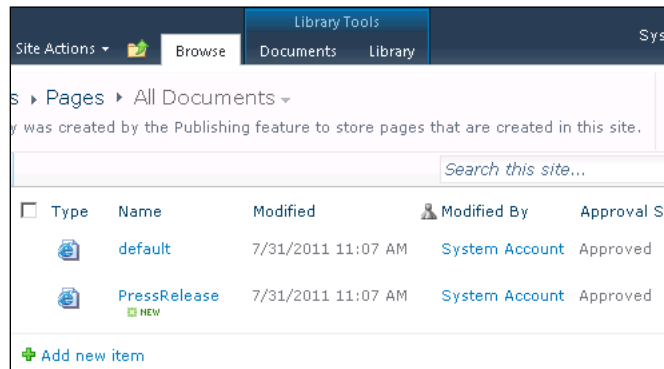 Library Tools
Site Actions Browse Documents Library Sys
s Pages All Documents
y was created by the Publishing feature to store pages that are created in this site.
Search this site...
Type Name Modified Modified By Approval S
default 7/31/2011 11:07 AM System Account Approved
PressRelease 7/31/2011 11:07 AM System Account Approved
NEW
Add new item